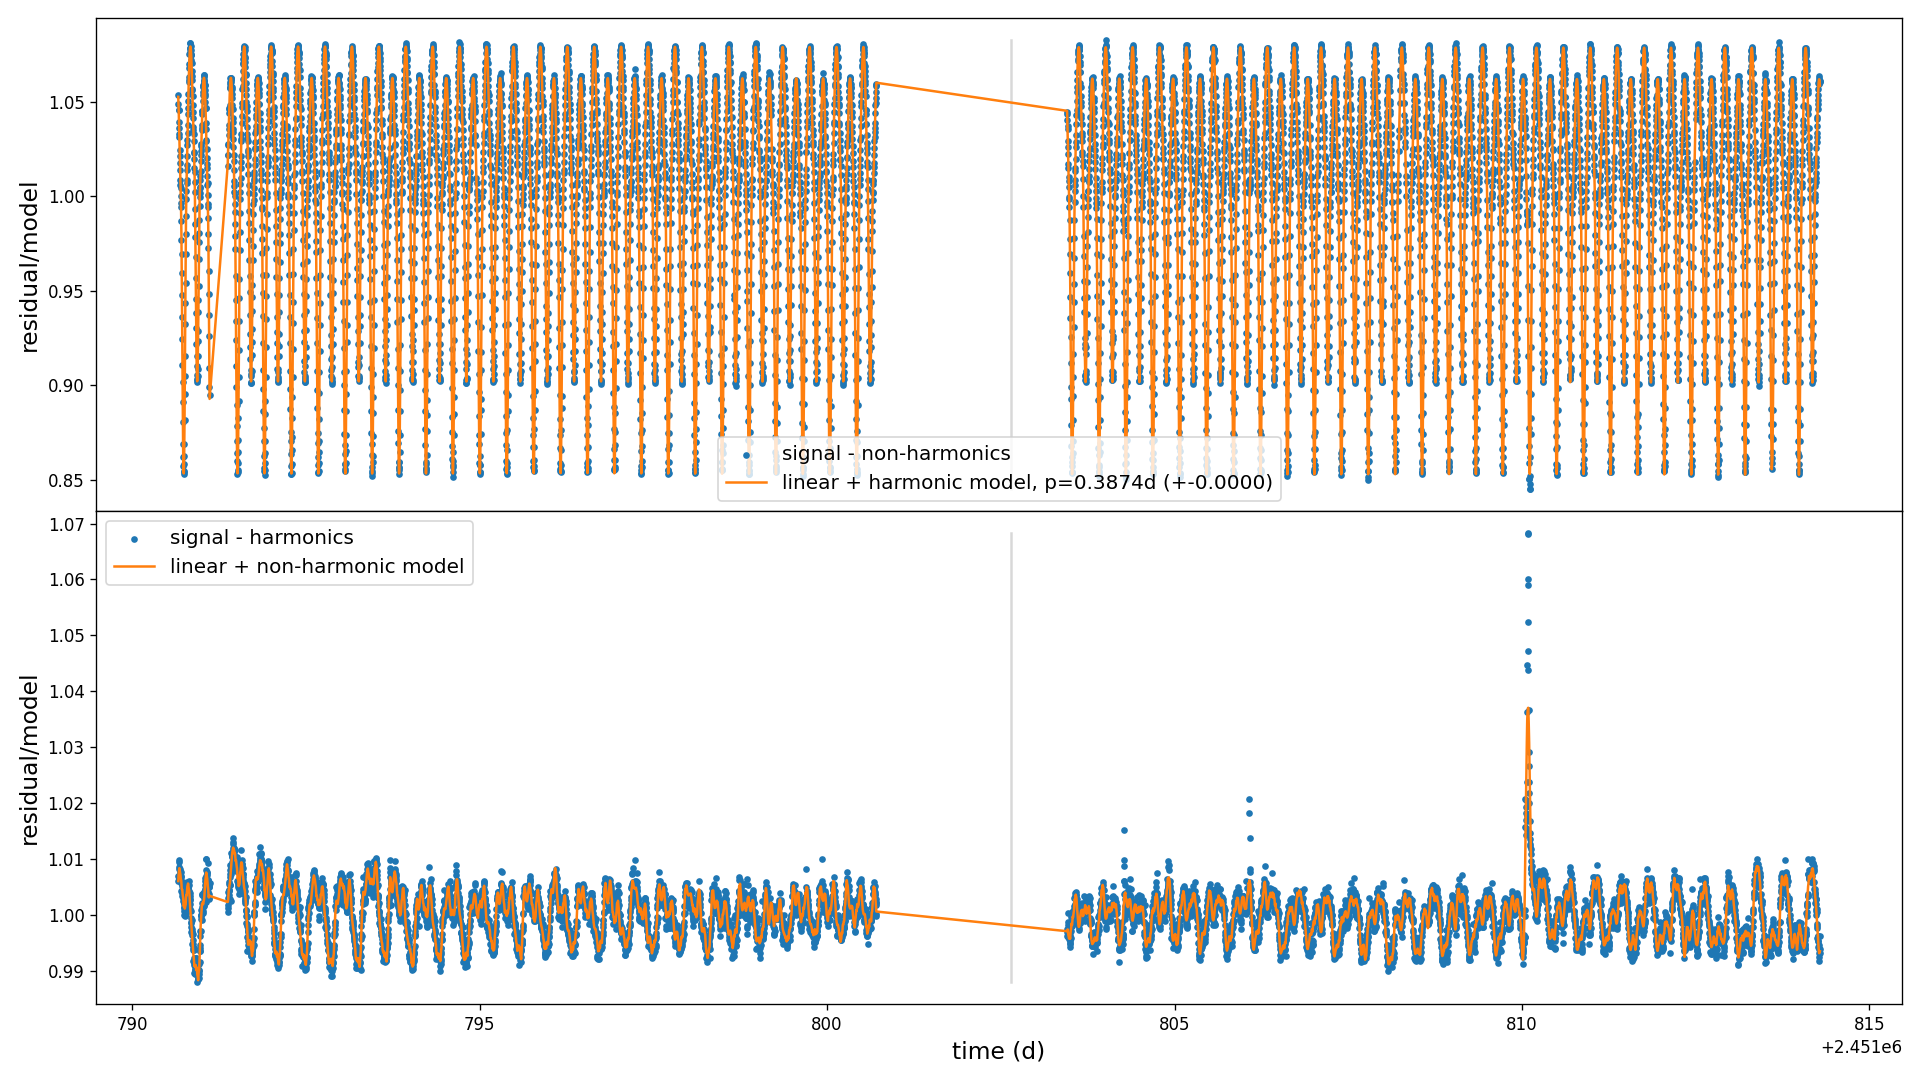 residual/model
1.05
1.00
0.95
0.90
0.85
signal - non-harmonics
linear + harmonic model, p=0.3874d (+-0.0000)
residual/model
1.07
1.06
1.05
1.04
1.03
1.02
1.01
1.00
0.99
signal - harmonics
linear + non-harmonic model
790 795 800 805 810 815
time (d)
+2.451e6